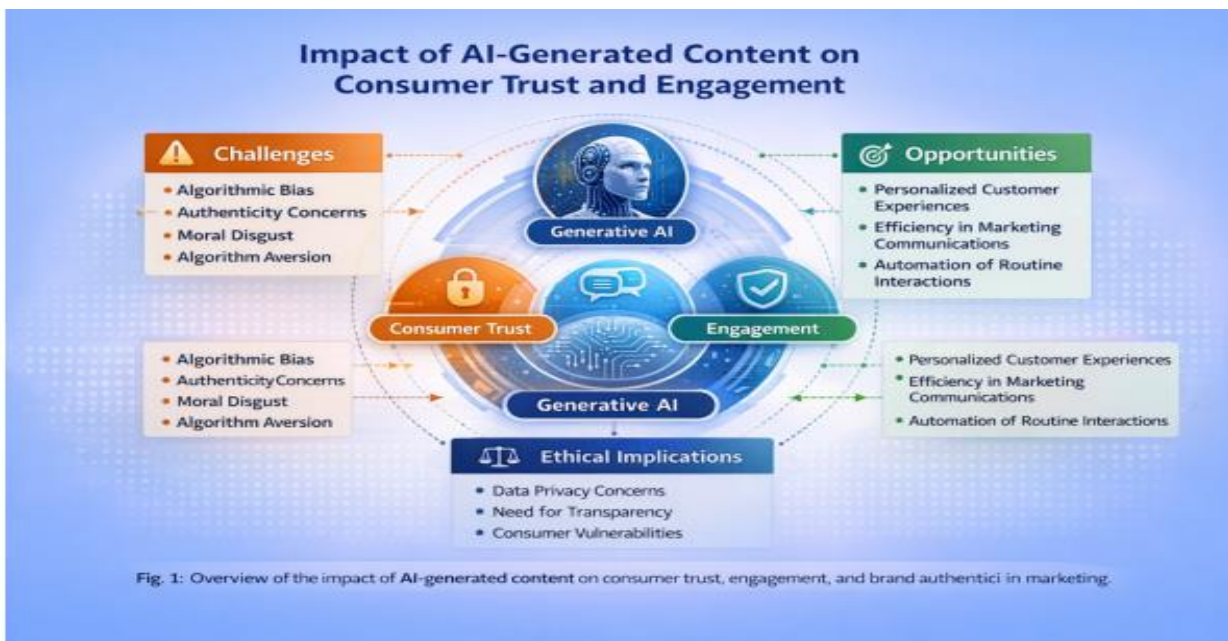 Impact of AI-Generated Content on
Consumer Trust and Engagement
Challenges
• Algorithmic Bias
• Authenticity Concerns
• Moral Disgust
• Algorithm Aversion
Generative AI
Opportunities
• Personalized Customer
Experiences
• Efficiency in Marketing
Communications
• Automation of Routine
Interactions
Consumer Trust
Engagement
• Algorithmic Bias
• AuthenticityConcerns
• Moral Disgust
• Algorithm Aversion
Generative AI
• Personalized Customer Experiences
• Efficiency in Marketing
Communications
• Automation of Routine Interactions
Ethical Implications
• Data Privacy Concerns
• Need for Transparency
• Consumer Vulnerabilities
Fig. 1: Overview of the impact of AI-generated content on consumer trust, engagement, and brand authentici in marketing.